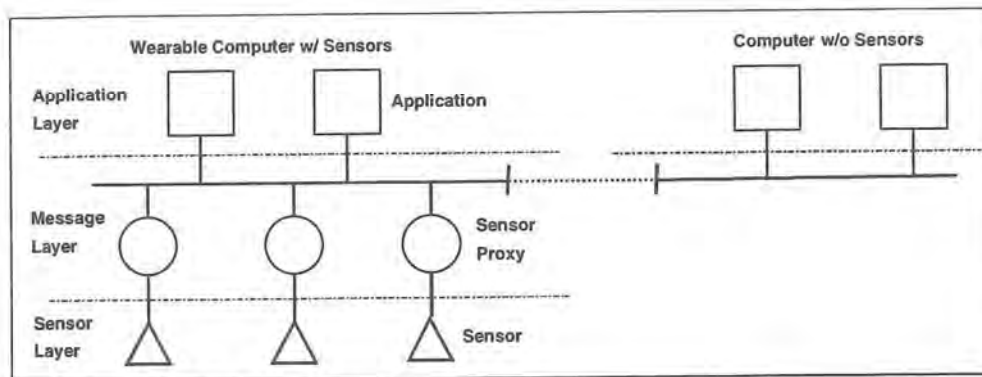 Wearable Computer w/ Sensors
Computer w/o Sensors
Application
Layer
Application
Message
Layer
Sensor
Proxy
Sensor
Layer
Sensor